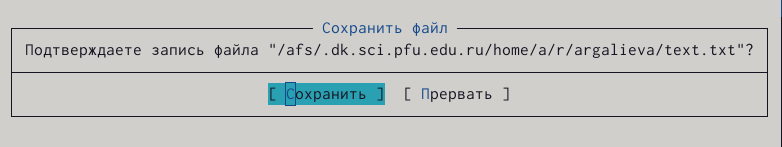 Сохранить файл
Подтверждаете запись файла "/afs/.dk.sci.pfu.edu.ru/home/a/r/argalieva/text.txt"?
[ Сохранить ] [ Прервать ]